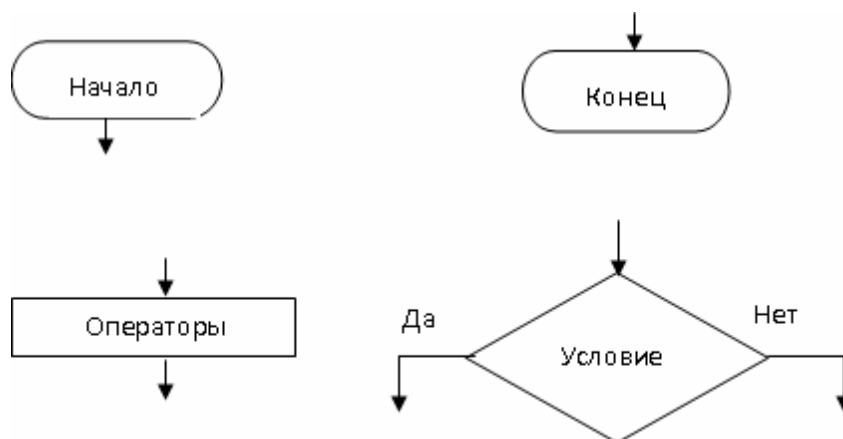 Начало
Конец
Операторы
Да
Нет
Условие